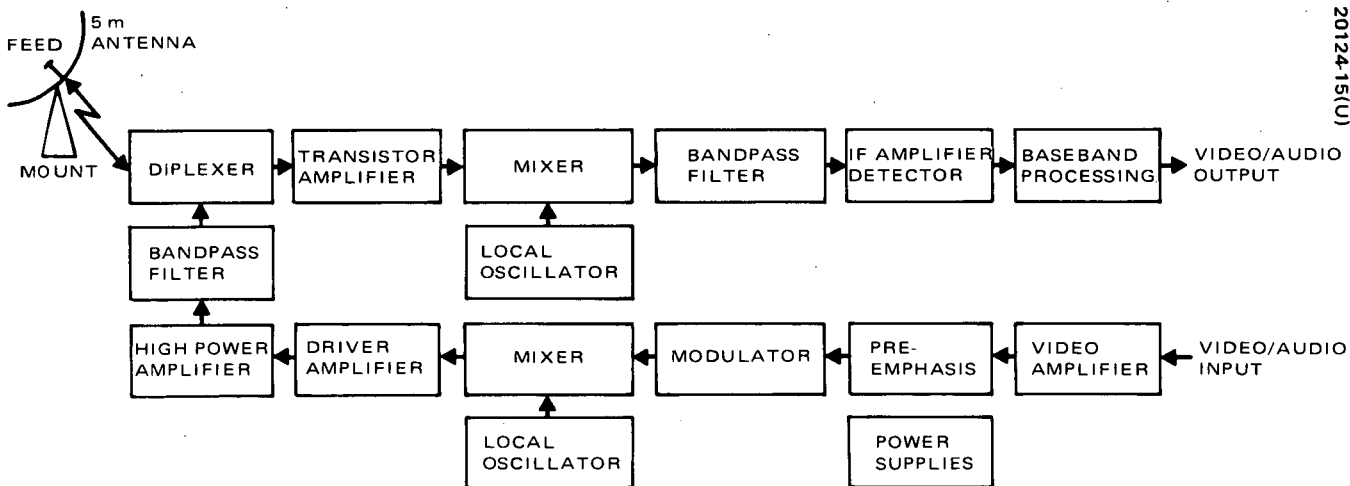 20124-15(U)
5 m
FEED
ANTENNA
MOUNT
DIPLEXER
TRANSISTOR
AMPLIFIER
MIXER
BANDPASS
FILTER
IF AMPLIFIER
DETECTOR
BASEBAND
PROCESSING
VIDEO/AUDIO
OUTPUT
BANDPASS
FILTER
LOCAL
OSCILLATOR
HIGH POWER
AMPLIFIER
DRIVER
AMPLIFIER
MIXER
MODULATOR
PRE-
EMPHASIS
VIDEO
AMPLIFIER
VIDEO/AUDIO
INPUT
LOCAL
OSCILLATOR
POWER
SUPPLIES